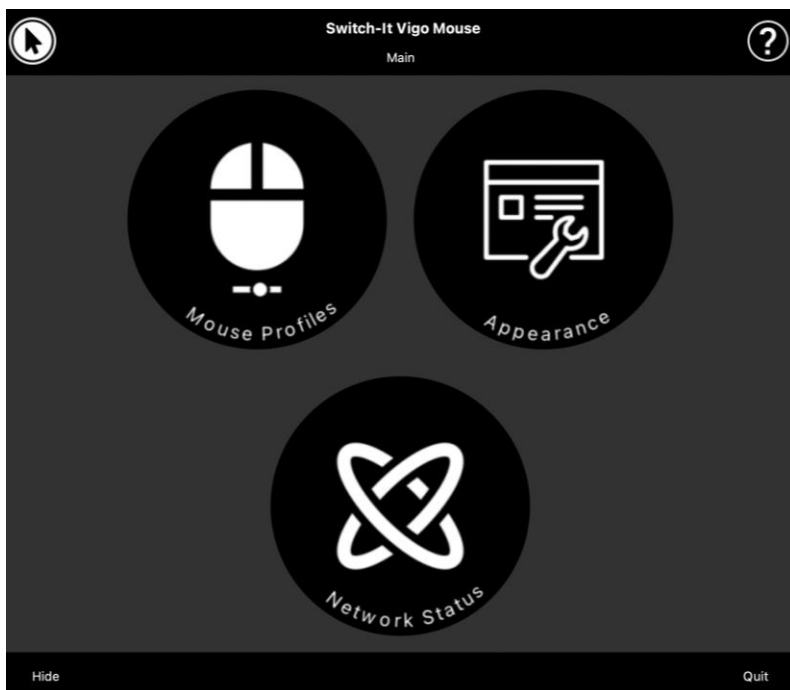 Switch-It Vigo Mouse
Main
?
Mouse Profiles
Appearance
Network Status
Hide
Quit